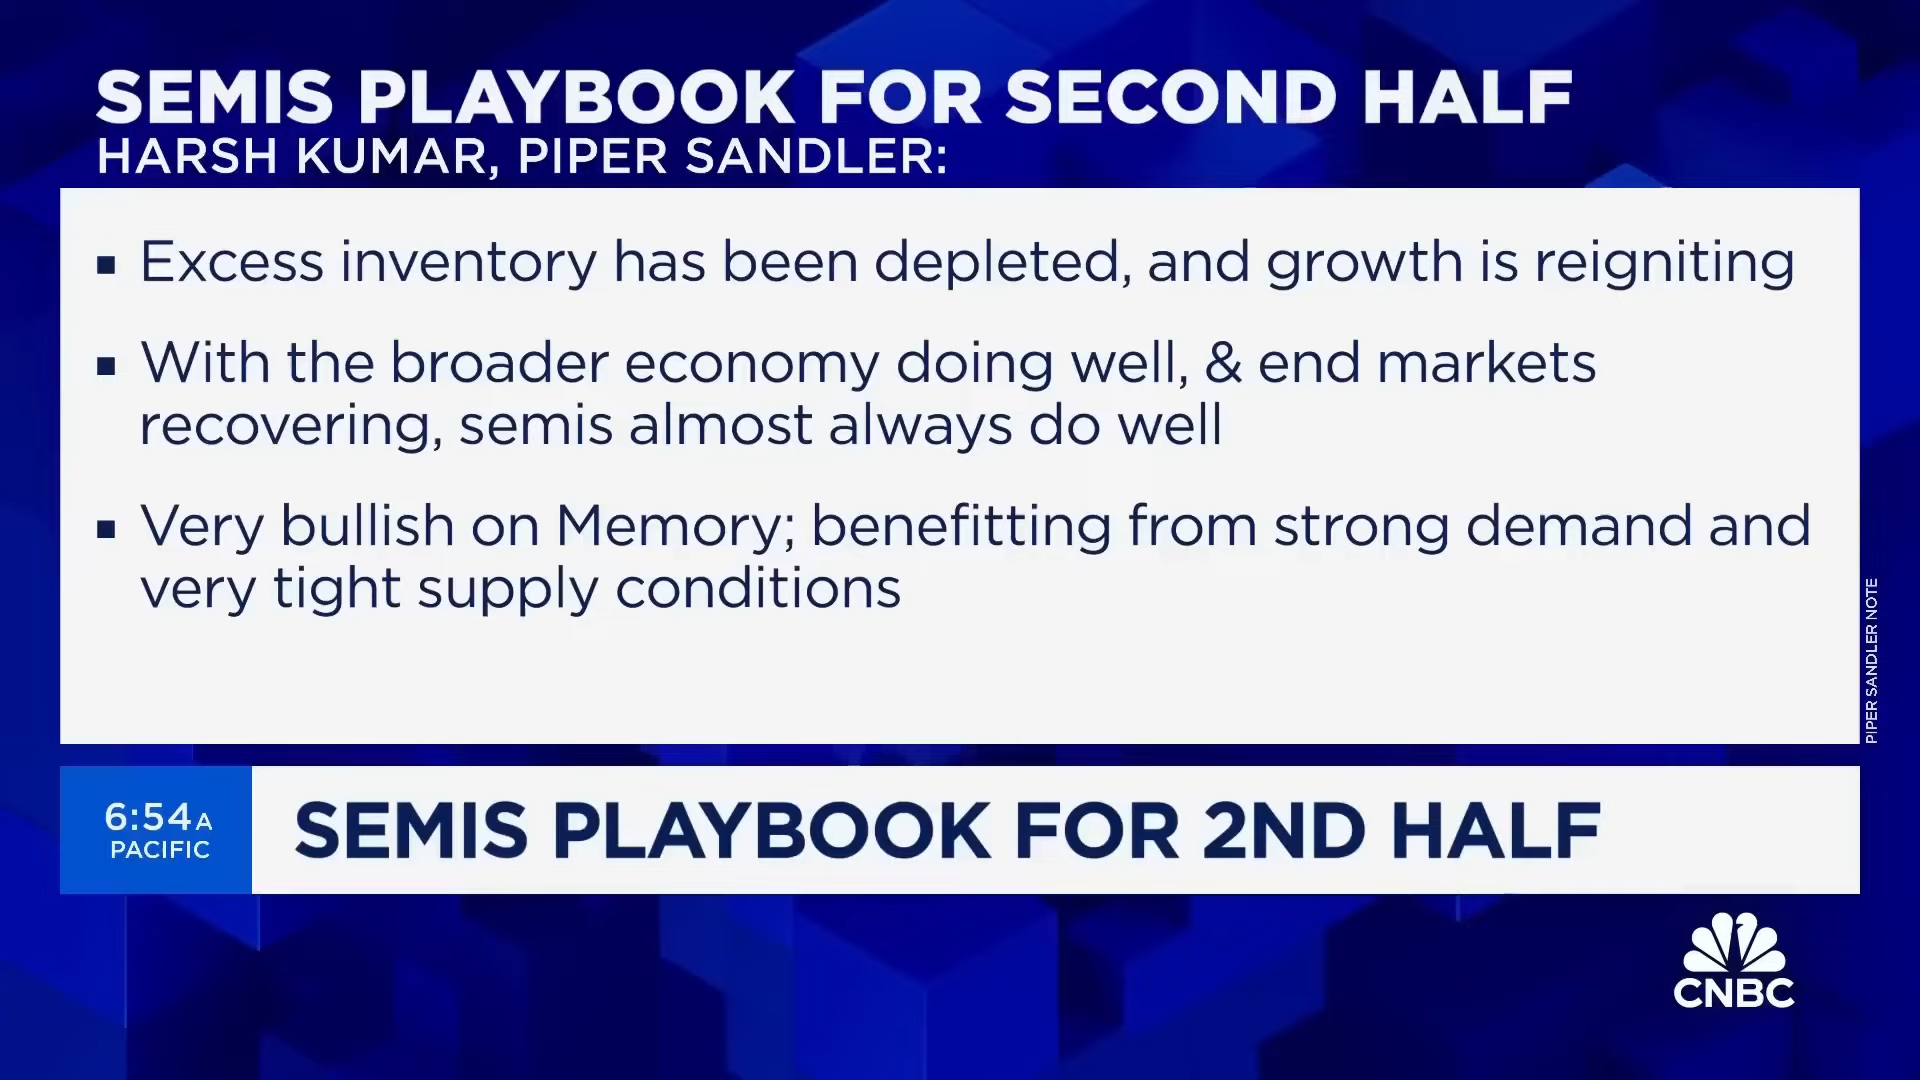 SEMIS PLAYBOOK FOR SECOND HALF
HARSH KUMAR, PIPER SANDLER:
▪ Excess inventory has been depleted, and growth is reigniting
▪ With the broader economy doing well, & end markets
recovering, semis almost always do well
▪ Very bullish on Memory; benefitting from strong demand and
very tight supply conditions
PIPER SANDLER NOTE
6:54 A
PACIFIC
SEMIS PLAYBOOK FOR 2ND HALF
CNBC